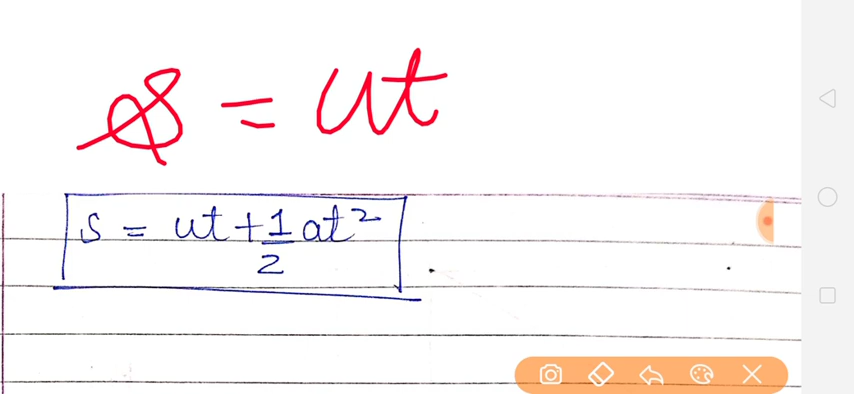 s = ut
s = ut + 1/2 at²